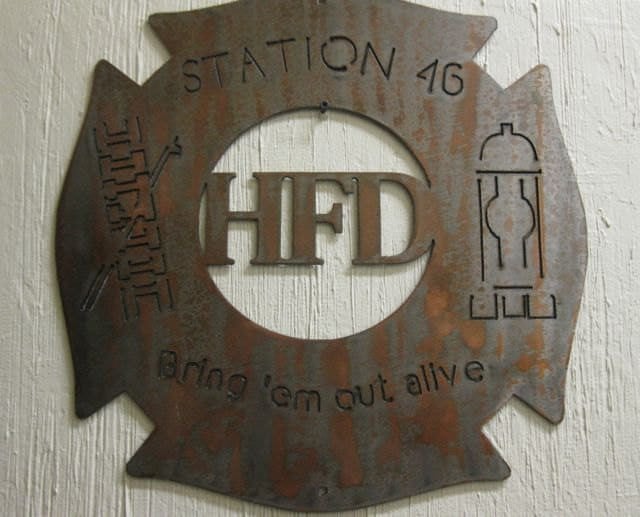 STATION 46
HFD
Bring 'em out alive